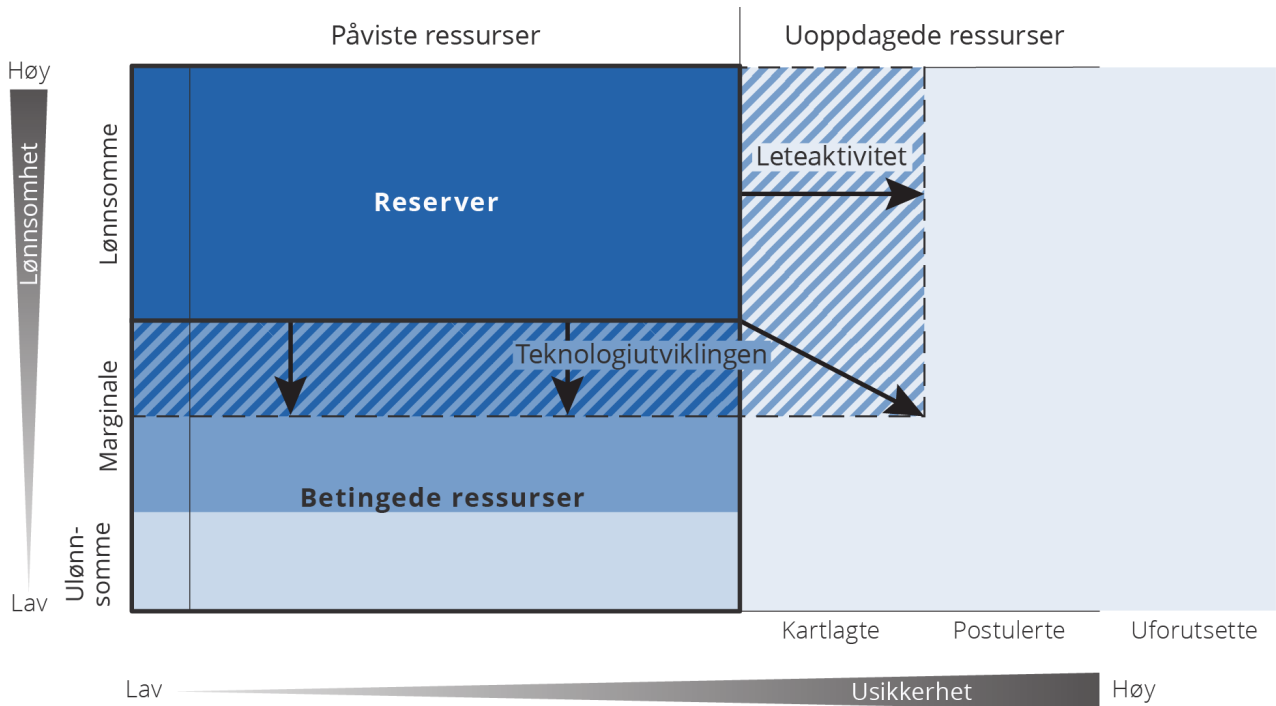 Påviste ressurser
Uoppdagede ressurser
Høy
Lønnsomhet
Lav
Lønnsomme
Marginale
Ulønn-
somme
Reserver
Leteaktivitet
Teknologiutviklingen
Betingede ressurser
Kartlagte
Postulerte
Uforutsette
Lav
Usikkerhet
Høy